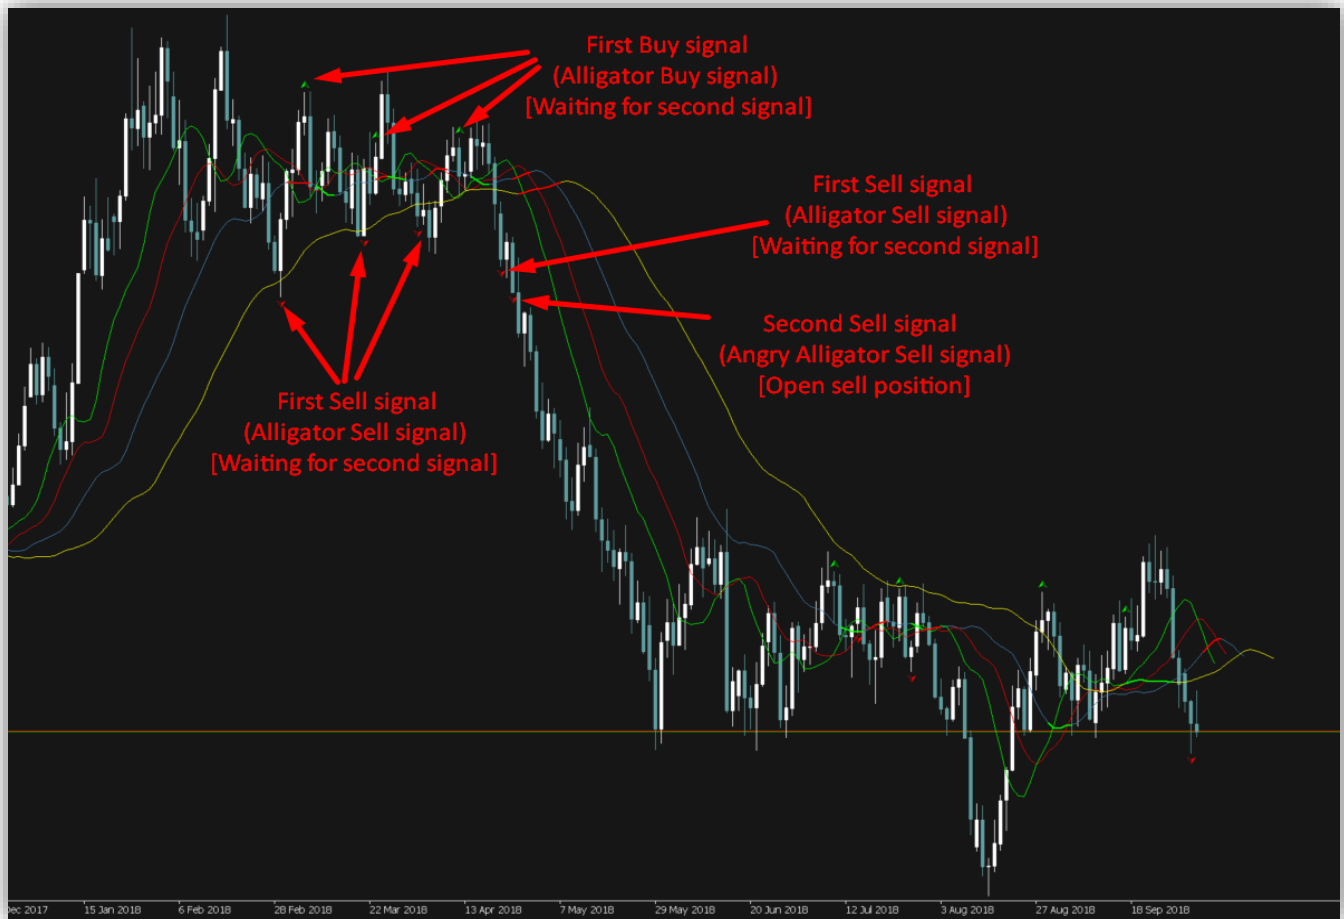 First Buy signal
(Alligator Buy signal)
[Waiting for second signal]
First Sell signal
(Alligator Sell signal)
[Waiting for second signal]
Second Sell signal
(Angry Alligator Sell signal)
[Open sell position]
First Sell signal
(Alligator Sell signal)
[Waiting for second signal]
Dec 2017 15 Jan 2018 6 Feb 2018 28 Feb 2018 22 Mar 2018 13 Apr 2018 7 May 2018 29 May 2018 20 Jun 2018 12 Jul 2018 3 Aug 2018 27 Aug 2018 18 Sep 2018